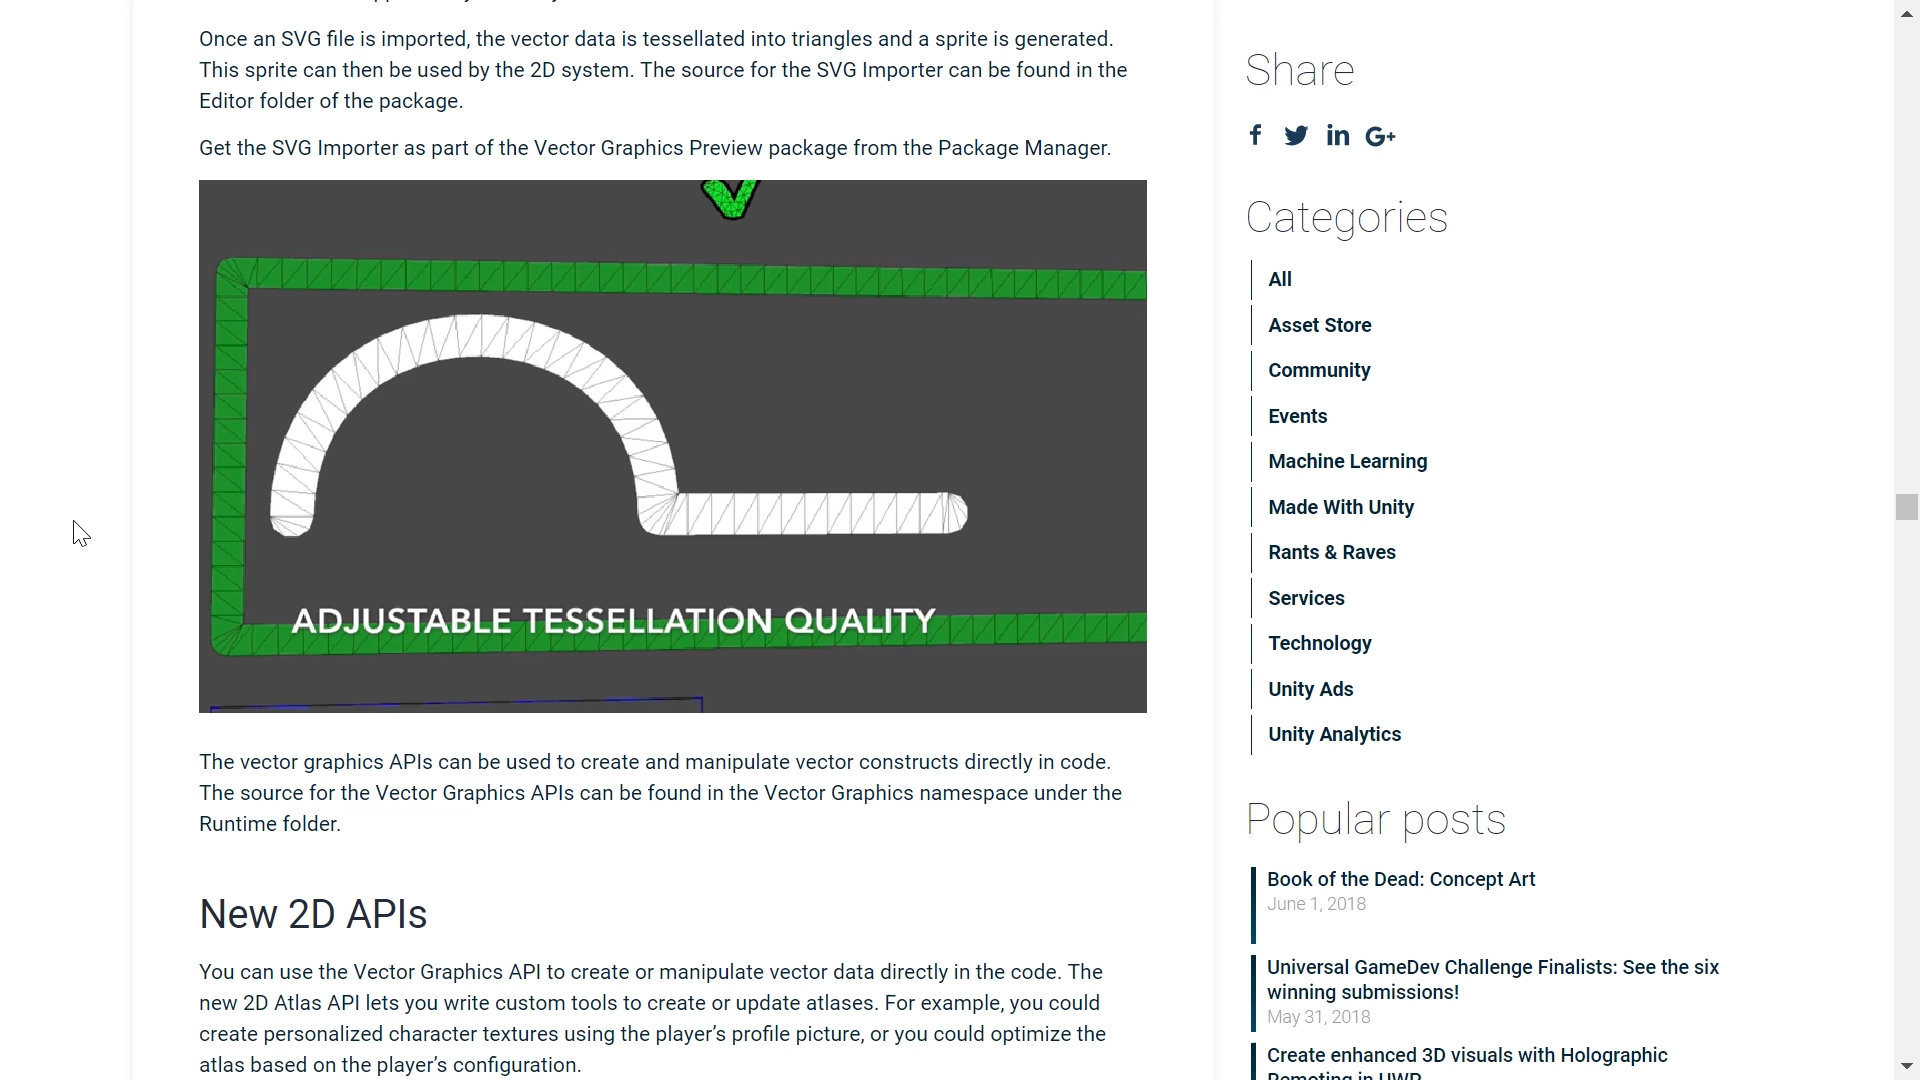 Once an SVG file is imported, the vector data is tessellated into triangles and a sprite is generated.
This sprite can then be used by the 2D system. The source for the SVG Importer can be found in the
Editor folder of the package.
Get the SVG Importer as part of the Vector Graphics Preview package from the Package Manager.
ADJUSTABLE TESSELLATION QUALITY
The vector graphics APIs can be used to create and manipulate vector constructs directly in code.
The source for the Vector Graphics APIs can be found in the Vector Graphics namespace under the
Runtime folder.
New 2D APIs
You can use the Vector Graphics API to create or manipulate vector data directly in the code. The
new 2D Atlas API lets you write custom tools to create or update atlases. For example, you could
create personalized character textures using the player’s profile picture, or you could optimize the
atlas based on the player’s configuration.
Share
Categories
All
Asset Store
Community
Events
Machine Learning
Made With Unity
Rants & Raves
Services
Technology
Unity Ads
Unity Analytics
Popular posts
Book of the Dead: Concept Art
June 1, 2018
Universal GameDev Challenge Finalists: See the six
winning submissions!
May 31, 2018
Create enhanced 3D visuals with Holographic
Remoting in UWP